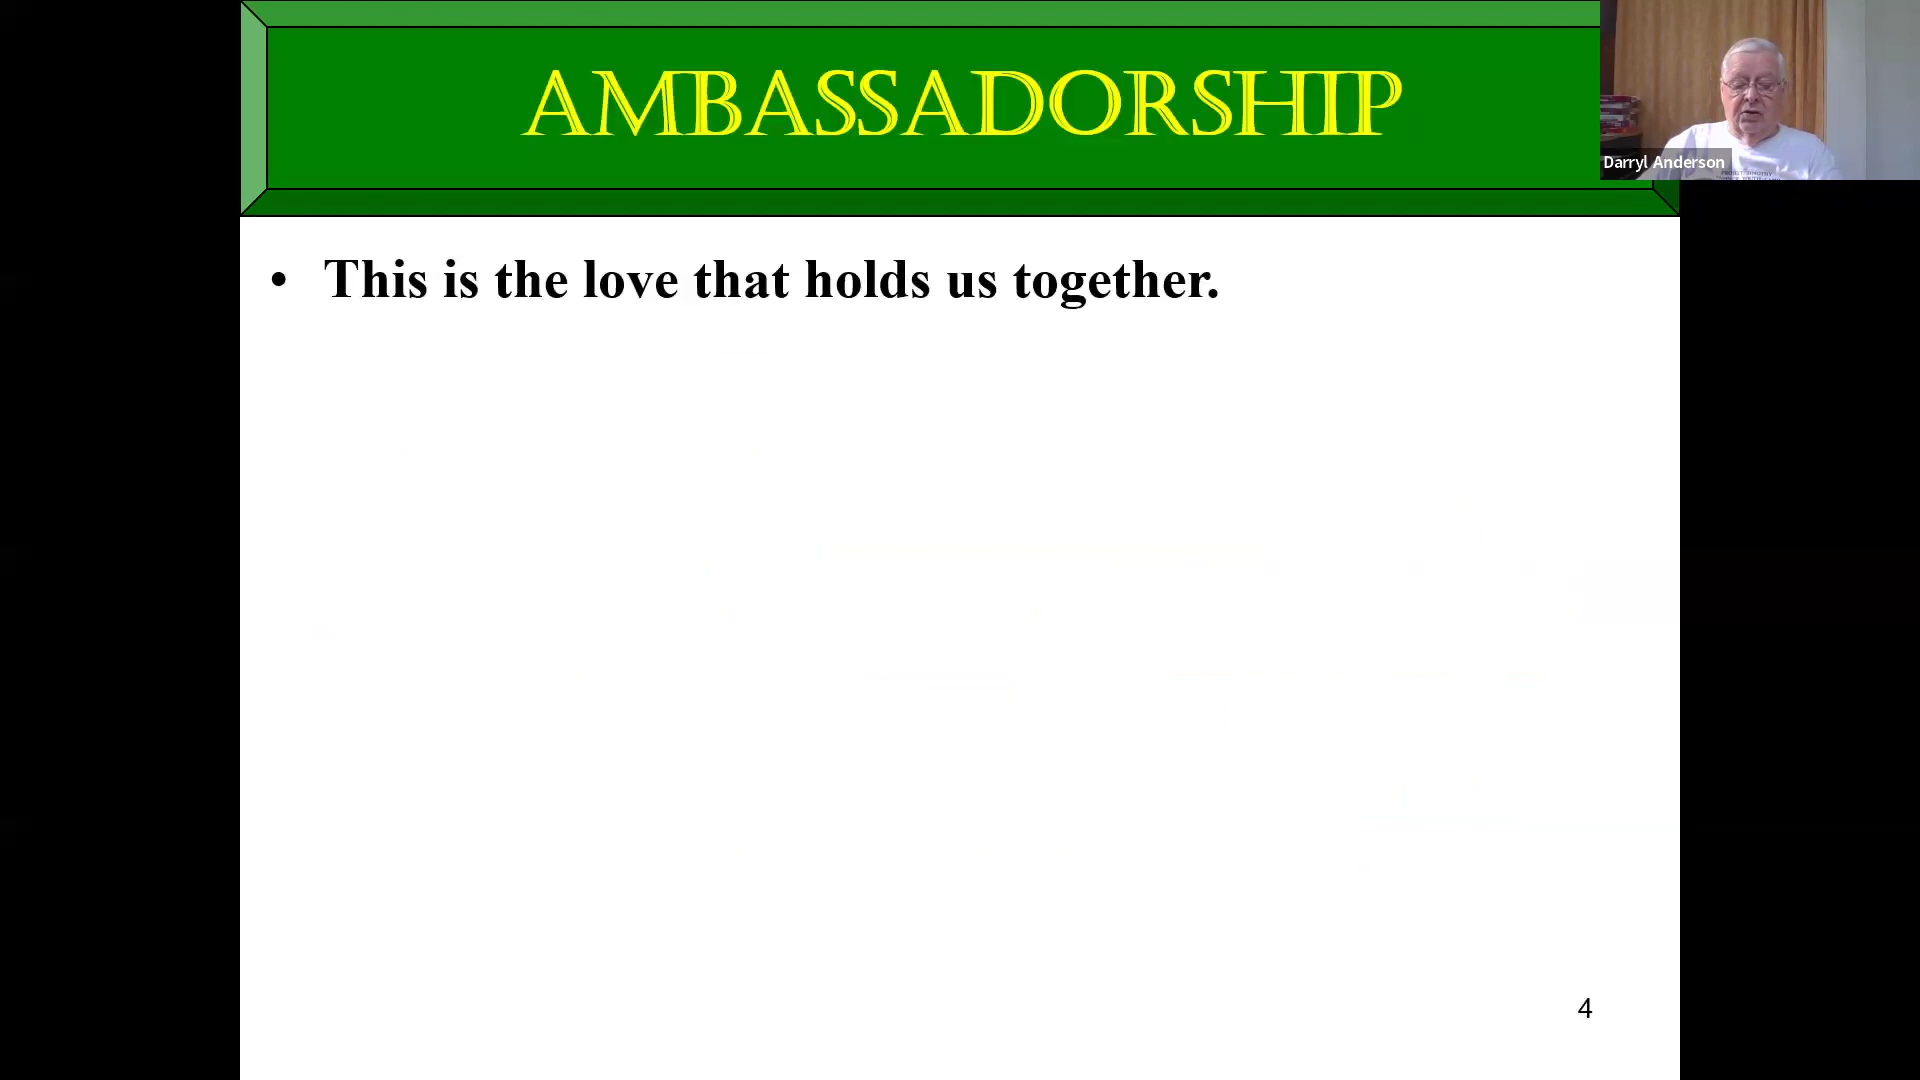 AMBASSADORSHIP
Darryl Anderson
• This is the love that holds us together.
4